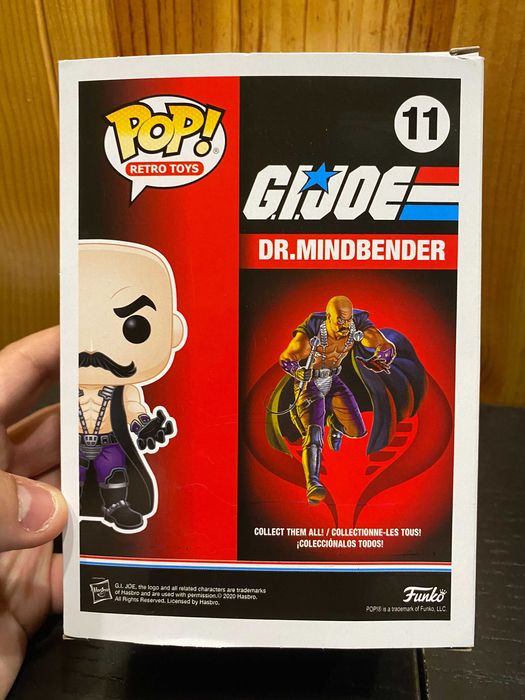 POP!®
RETRO TOYS
11
G.I.JOE
DR.MINDBENDER
COLLECT THEM ALL! / COLLECTIONNE-LES TOUS!
¡COLECCIÓNALOS TODOS!
Hasbro
G.I. JOE, the logo and all related characters are trademarks
of Hasbro and are used with permission.© 2020 Hasbro.
All Rights Reserved. Licensed by Hasbro.
Funko
POP!® is a trademark of Funko, LLC.